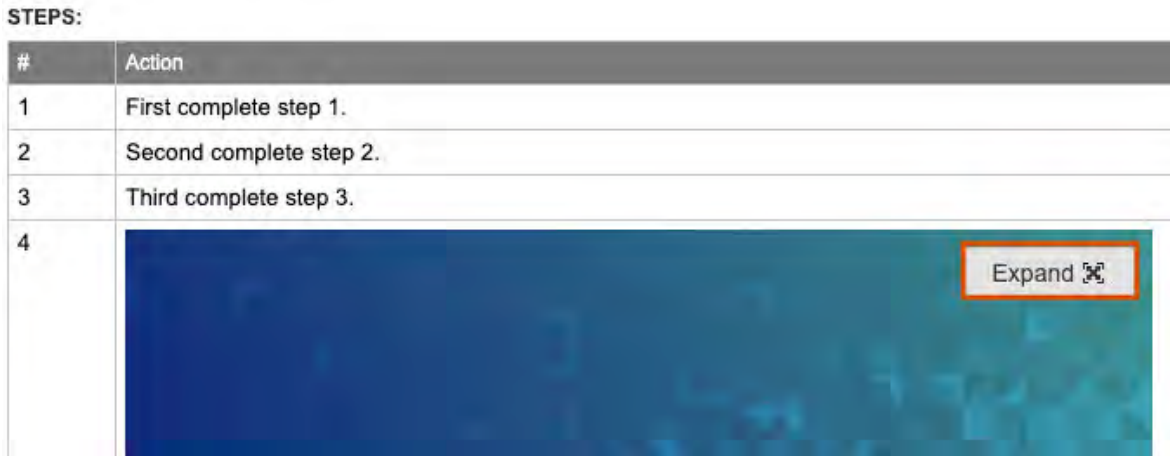 STEPS:
# Action
1 First complete step 1.
2 Second complete step 2.
3 Third complete step 3.
4
Expand